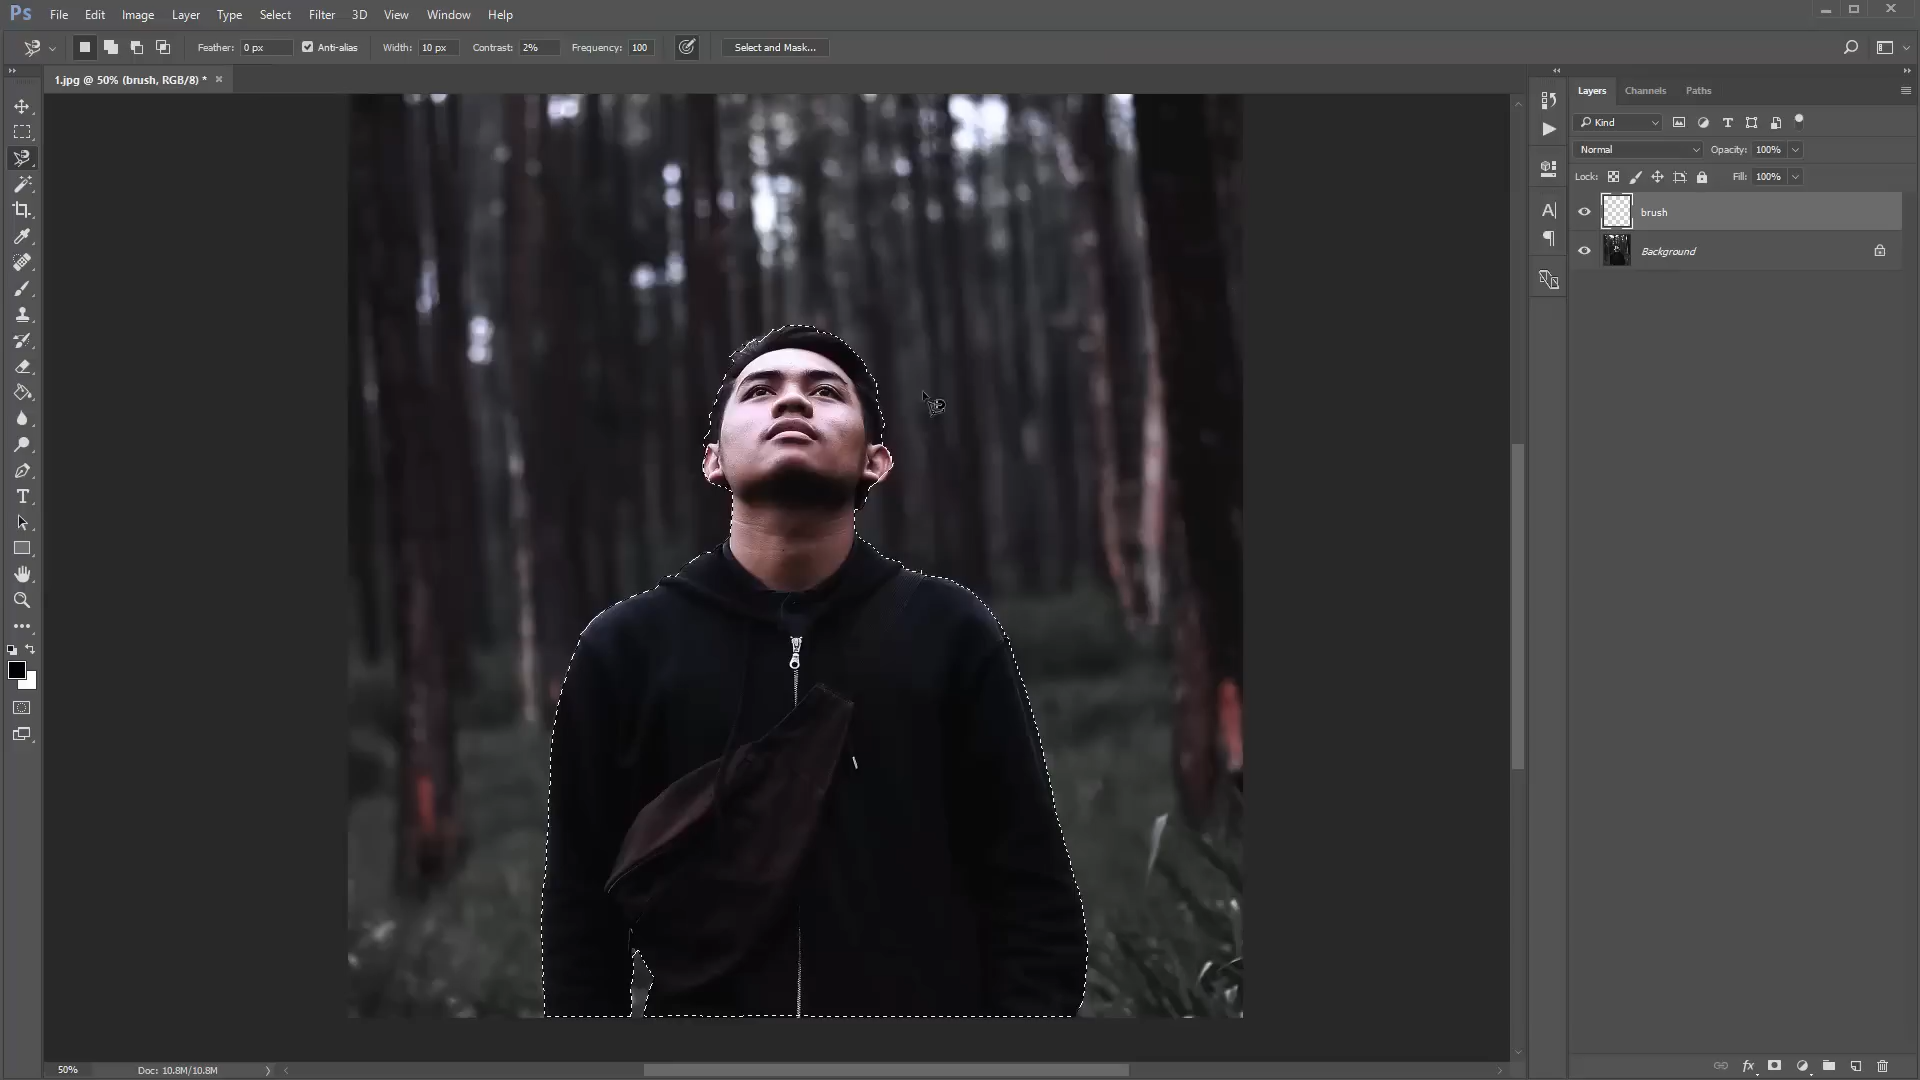 Ps File Edit Image Layer Type Select Filter 3D View Window Help
Feather: 0 px Anti-alias Width: 10 px Contrast: 2% Frequency: 100 Select and Mask...
1.jpg @ 50% (brush, RGB/8) *
Layers Channels Paths
Kind
Normal Opacity: 100%
Lock: Fill: 100%
brush
Background
50% Doc: 10.8M/10.8M